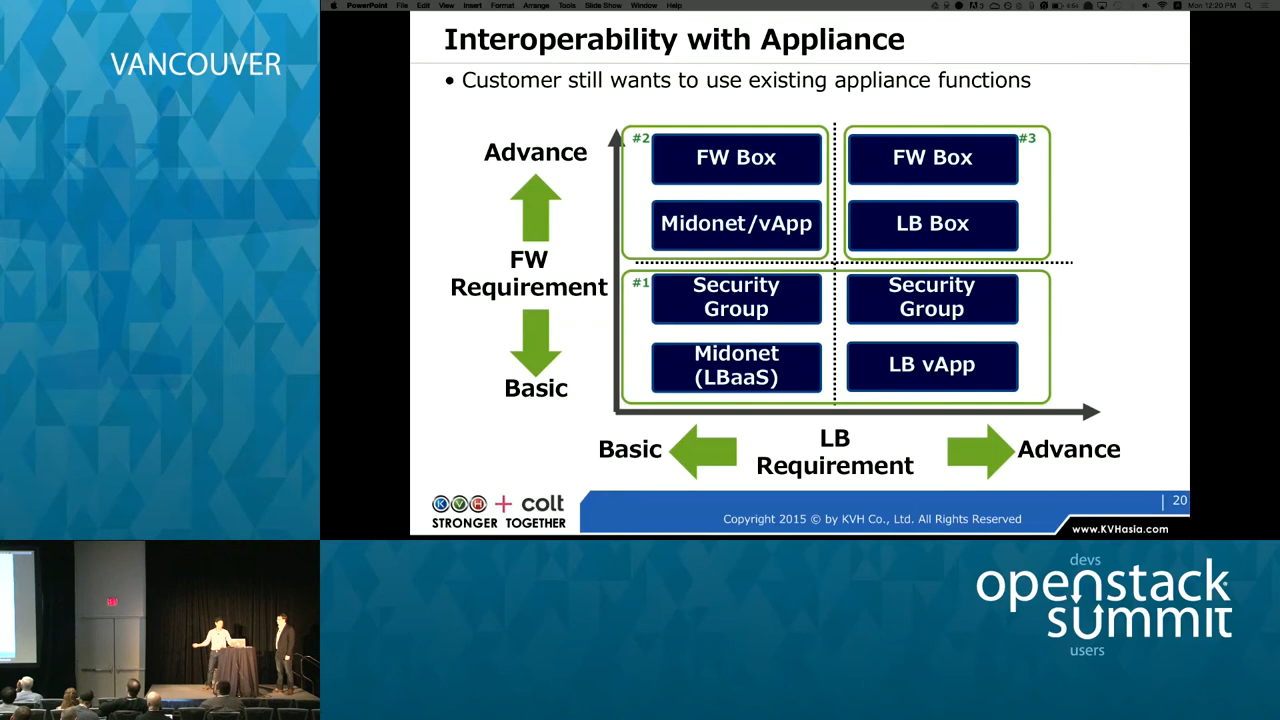 PowerPoint File Edit View Insert Format Arrange Tools Slide Show Window Help
Mon 12:20 PM
VANCOUVER
Interoperability with Appliance
• Customer still wants to use existing appliance functions
Advance
FW
Requirement
Basic
#2
FW Box
Midonet/vApp
#3
FW Box
LB Box
#1
Security
Group
Midonet
(LBaaS)
Security
Group
LB vApp
Basic
LB
Requirement
Advance
KVH + colt
STRONGER TOGETHER
Copyright 2015 © by KVH Co., Ltd. All Rights Reserved
| 20
www.KVHasia.com
devs
openstack
summit
users